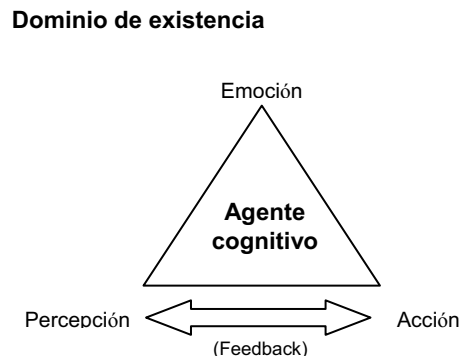 Dominio de existencia
Emoción
Agente
cognitivo
Percepción
Acción
(Feedback)